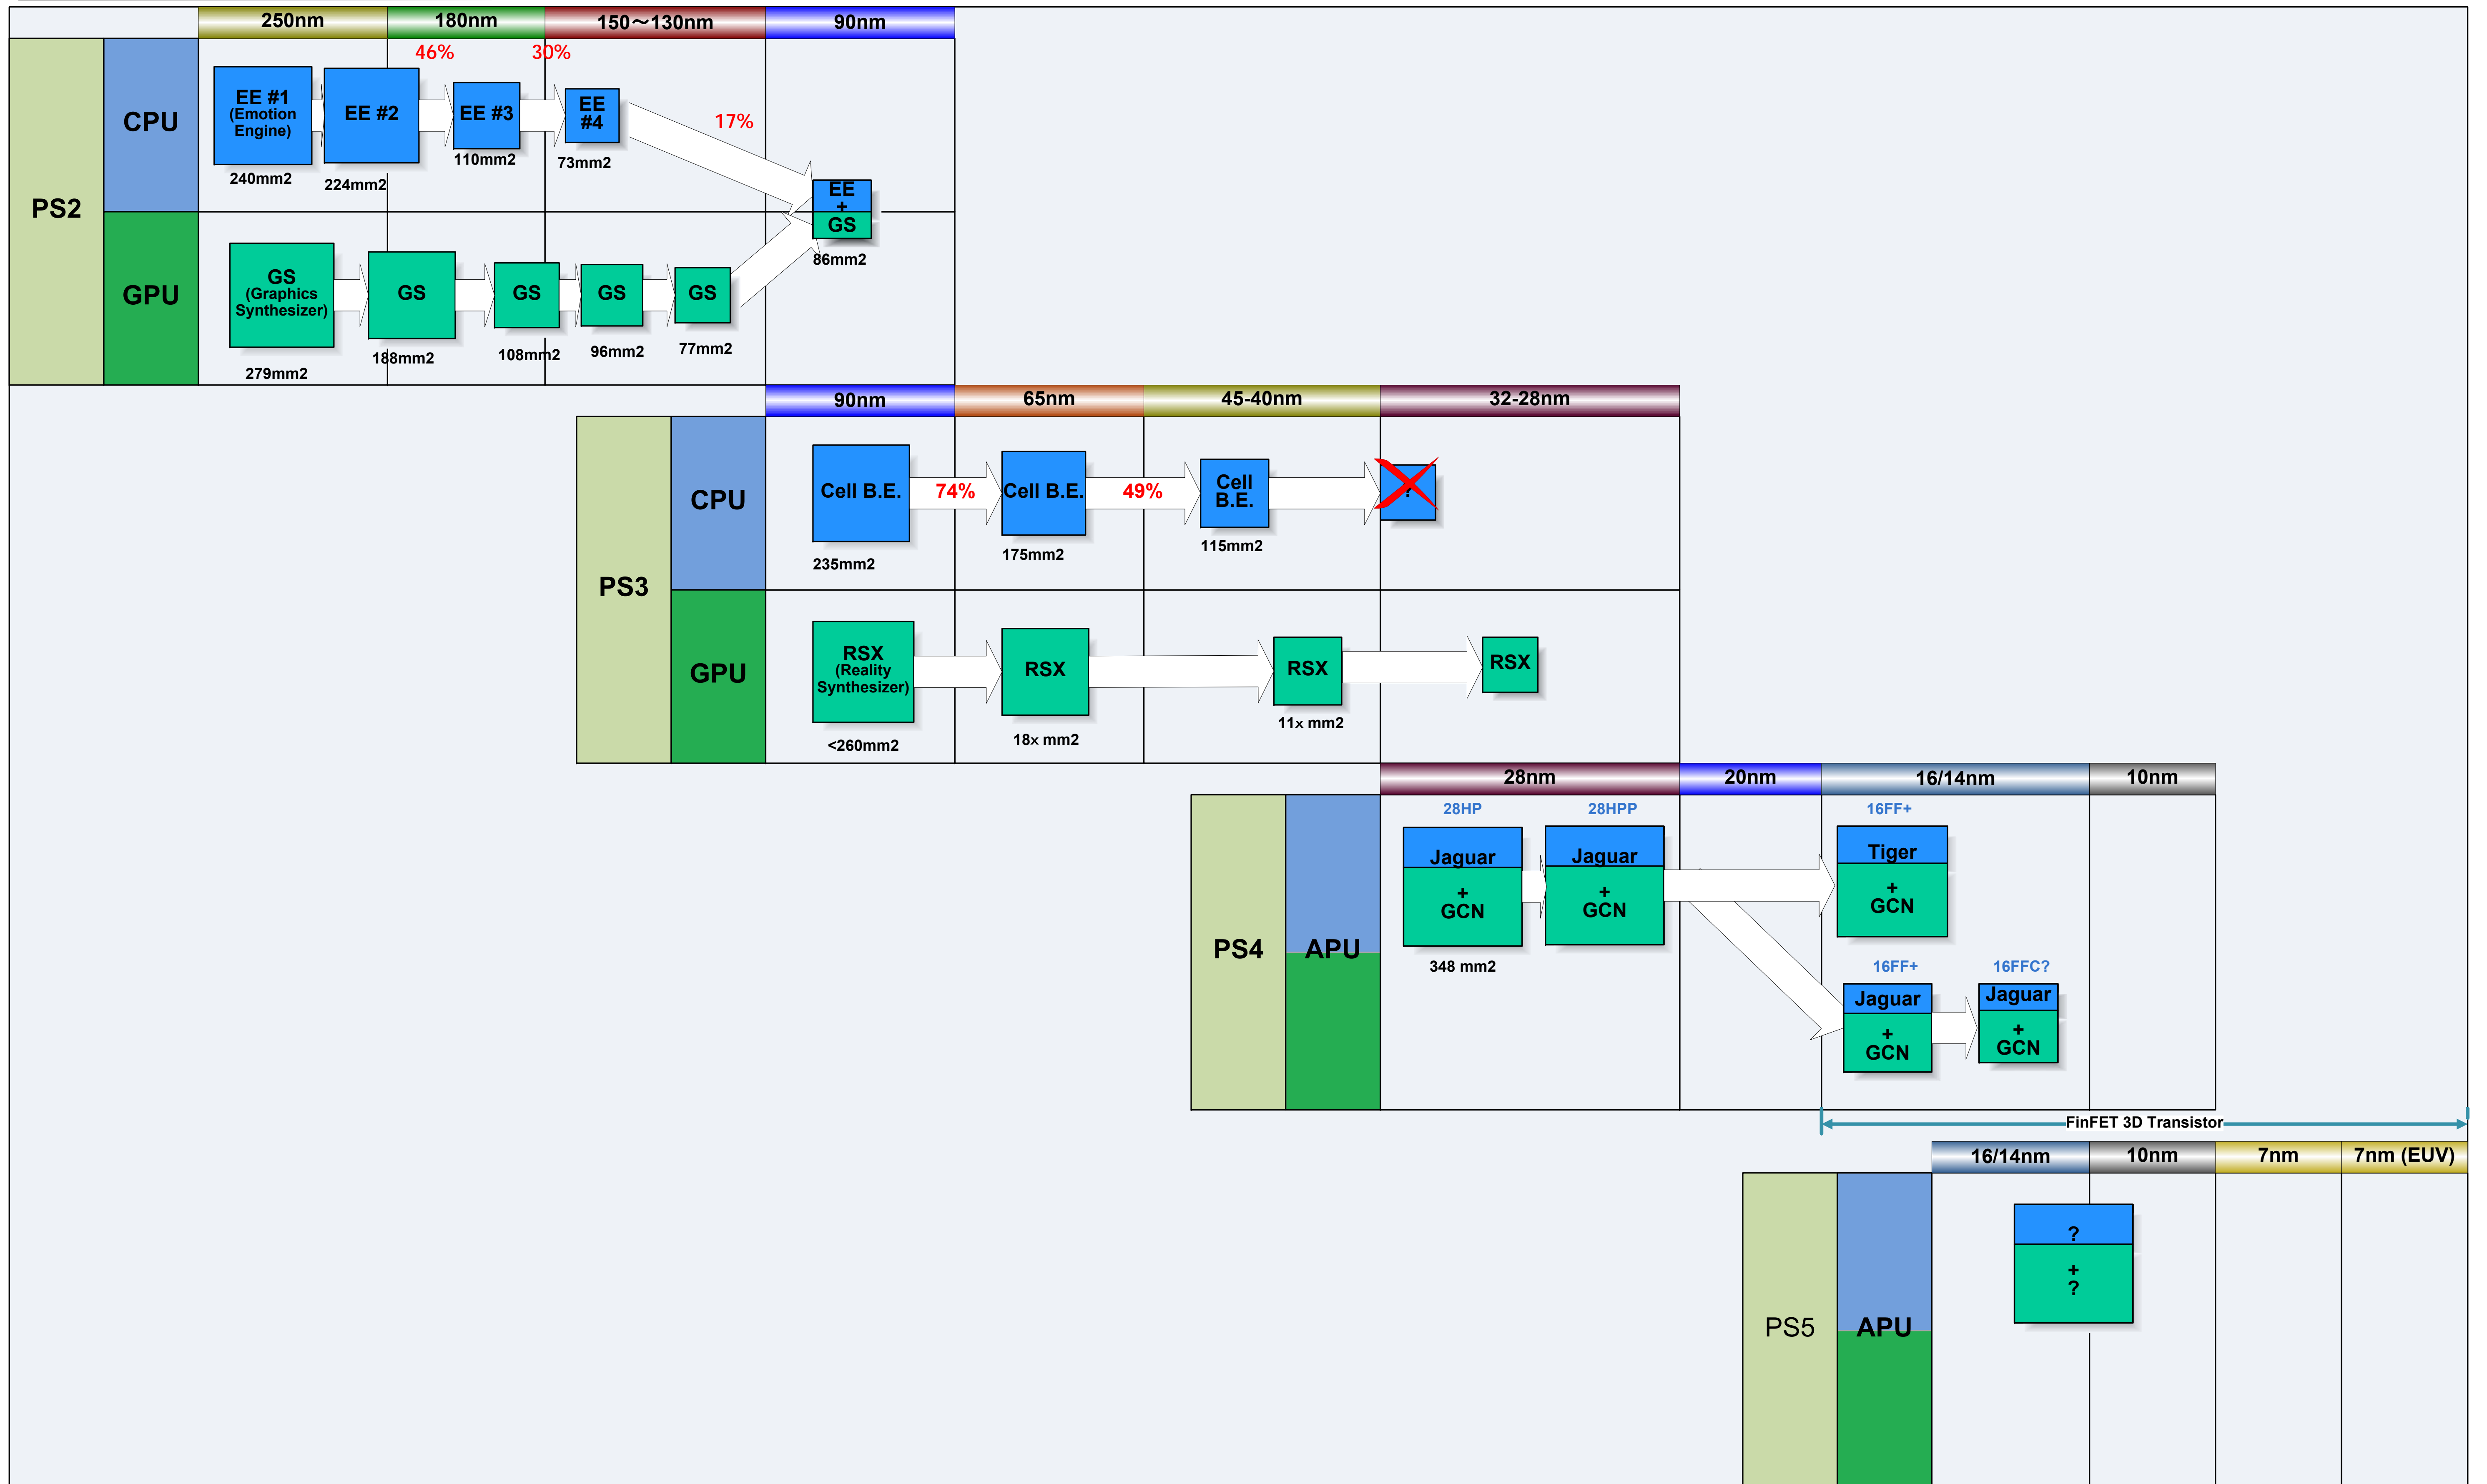 250nm
180nm
150～130nm
90nm
PS2
CPU
46%
30%
17%
EE #1
(Emotion
Engine)
240mm2
EE #2
224mm2
EE #3
110mm2
EE
#4
73mm2
EE
+
GS
86mm2
GPU
GS
(Graphics
Synthesizer)
279mm2
GS
188mm2
GS
108mm2
GS
96mm2
GS
77mm2
90nm
65nm
45-40nm
32-28nm
PS3
CPU
Cell B.E.
235mm2
74%
Cell B.E.
175mm2
49%
Cell
B.E.
115mm2
?
GPU
RSX
(Reality
Synthesizer)
<260mm2
RSX
18x mm2
RSX
11x mm2
RSX
28nm
20nm
16/14nm
10nm
PS4
APU
28HP
Jaguar
+
GCN
348 mm2
28HPP
Jaguar
+
GCN
16FF+
Tiger
+
GCN
16FF+
Jaguar
+
GCN
16FFC?
Jaguar
+
GCN
FinFET 3D Transistor
16/14nm
10nm
7nm
7nm (EUV)
PS5
APU
?
+
?